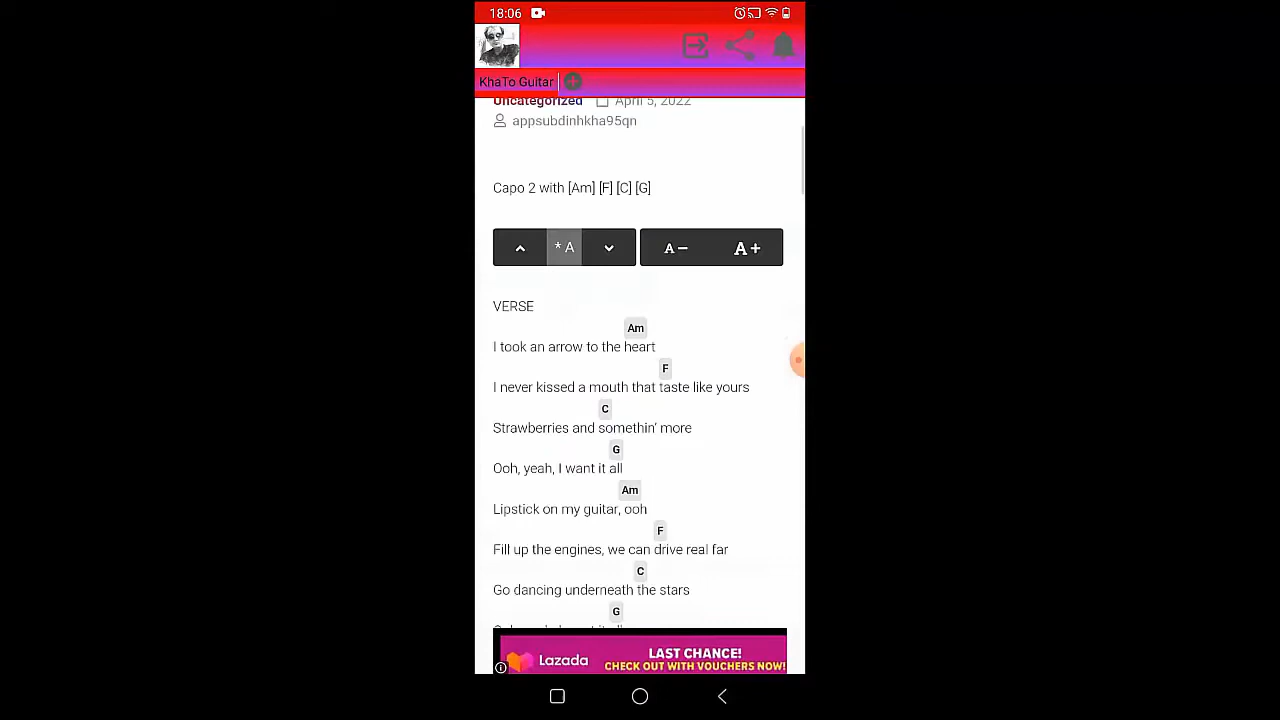 18:06
KhaTo Guitar
Uncategorized April 5, 2022
appsubdinhkha95qn
Capo 2 with [Am] [F] [C] [G]
* A A− A+
VERSE
Am
I took an arrow to the heart
F
I never kissed a mouth that taste like yours
C
Strawberries and somethin' more
G
Ooh, yeah, I want it all
Am
Lipstick on my guitar, ooh
F
Fill up the engines, we can drive real far
C
Go dancing underneath the stars
G
Lazada
LAST CHANCE!
CHECK OUT WITH VOUCHERS NOW!